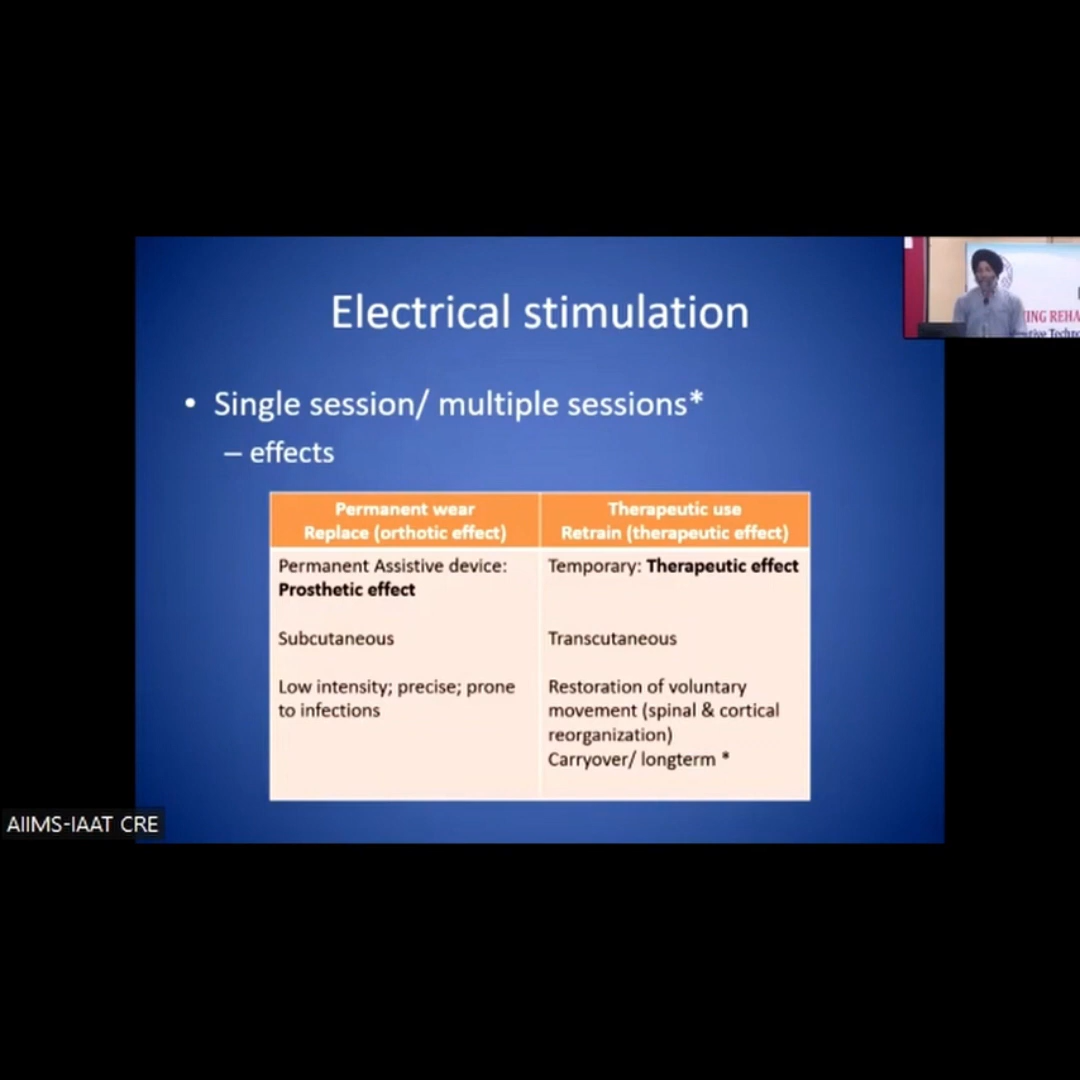 Electrical stimulation
• Single session/ multiple sessions*
– effects
Permanent wear
Replace (orthotic effect)
Therapeutic use
Retrain (therapeutic effect)
Permanent Assistive device:
Prosthetic effect
Temporary: Therapeutic effect
Subcutaneous
Transcutaneous
Low intensity; precise; prone
to infections
Restoration of voluntary
movement (spinal & cortical
reorganization)
Carryover/ longterm *
ING REHA
AIIMS-IAAT CRE